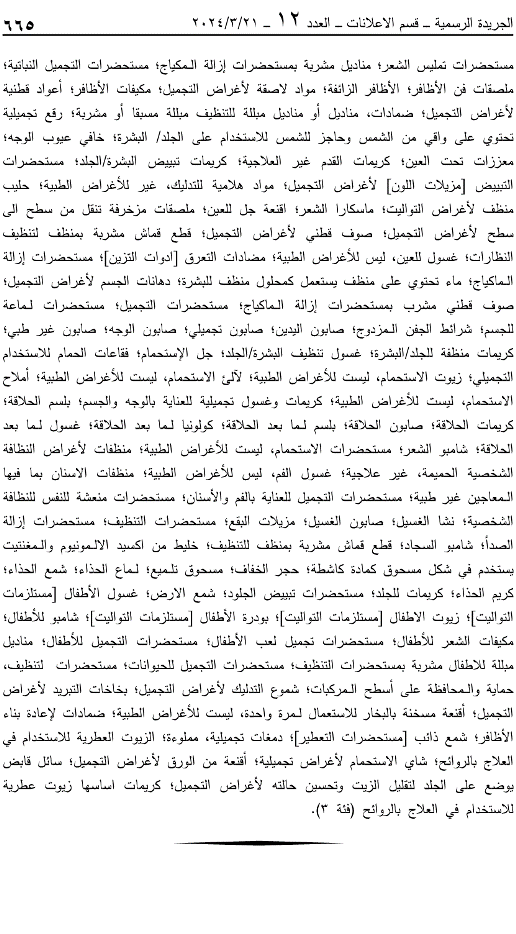 الجريدة الرسمية ــ قسم الاعلانات ــ العدد ١٢ ــ ٢٠٢٤/٣/٢١ ٦٦٥
مستحضرات تمليس الشعر؛ مناديل مشربة بمستحضرات إزالة المكياج؛ مستحضرات التجميل النباتية؛
ملصقات فن الأظافر؛ الأظافر الزائفة؛ مواد لاصقة لأغراض التجميل؛ مكيفات الأظافر؛ أعواد قطنية
لأغراض التجميل؛ ضمادات، مناديل أو مناديل مبللة للتنظيف مبللة مسبقا أو مشربة؛ رقع تجميلية
تحتوي على واقي من الشمس وحاجز للشمس للاستخدام على الجلد/ البشرة؛ خافي عيوب الوجه؛
معززات تحت العين؛ كريمات القدم غير العلاجية؛ كريمات تبييض البشرة/الجلد؛ مستحضرات
التبييض [مزيلات اللون] لأغراض التجميل؛ مواد هلامية للتدليك، غير للأغراض الطبية؛ حليب
منظف لأغراض التواليت؛ ماسكارا الشعر؛ اقنعة جل للعين؛ ملصقات مزخرفة تنقل من سطح الى
سطح لأغراض التجميل؛ صوف قطني لأغراض التجميل؛ قطع قماش مشربة بمنظف لتنظيف
النظارات؛ غسول للعين، ليس للأغراض الطبية؛ مضادات التعرق [ادوات التزين]؛ مستحضرات إزالة
الماكياج؛ ماء تحتوي على منظف يستعمل كمحلول منظف للبشرة؛ دهانات الجسم لأغراض التجميل؛
صوف قطني مشرب بمستحضرات إزالة الماكياج؛ مستحضرات التجميل؛ مستحضرات لماعة
للجسم؛ شرائط الجفن المزدوج؛ صابون اليدين؛ صابون تجميلي؛ صابون الوجه؛ صابون غير طبي؛
كريمات منظفة للجلد/البشرة؛ غسول تنظيف البشرة/الجلد؛ جل الإستحمام؛ فقاعات الحمام للاستخدام
التجميلي؛ زيوت الاستحمام، ليست للأغراض الطبية؛ لآلئ الاستحمام، ليست للأغراض الطبية؛ أملاح
الاستحمام، ليست للأغراض الطبية؛ كريمات وغسول تجميلية للعناية بالوجه والجسم؛ بلسم الحلاقة؛
كريمات الحلاقة؛ صابون الحلاقة؛ بلسم لما بعد الحلاقة؛ كولونيا لما بعد الحلاقة؛ غسول لما بعد
الحلاقة؛ شامبو الشعر؛ مستحضرات الاستحمام، ليست للأغراض الطبية؛ منظفات لأغراض النظافة
الشخصية الحميمة، غير علاجية؛ غسول الفم، ليس للأغراض الطبية؛ منظفات الاسنان بما فيها
المعاجين غير طبية؛ مستحضرات التجميل للعناية بالفم والأسنان؛ مستحضرات منعشة للنفس للنظافة
الشخصية؛ نشا الغسيل؛ صابون الغسيل؛ مزيلات البقع؛ مستحضرات التنظيف؛ مستحضرات إزالة
الصدأ؛ شامبو السجاد؛ قطع قماش مشربة بمنظف للتنظيف؛ خليط من اكسيد الالمونيوم والمغنتيت
يستخدم في شكل مسحوق كمادة كاشطة؛ حجر الخفاف؛ مسحوق تلميع؛ لماع الحذاء؛ شمع الحذاء؛
كريم الحذاء؛ كريمات للجلد؛ مستحضرات تبييض الجلود؛ شمع الارض؛ غسول الأطفال [مستلزمات
التواليت]؛ زيوت الاطفال [مستلزمات التواليت]؛ بودرة الأطفال [مستلزمات التواليت]؛ شامبو للأطفال؛
مكيفات الشعر للأطفال؛ مستحضرات تجميل لعب الأطفال؛ مستحضرات التجميل للأطفال؛ مناديل
مبللة للاطفال مشربة بمستحضرات التنظيف؛ مستحضرات التجميل للحيوانات؛ مستحضرات لتنظيف،
حماية والمحافظة على أسطح المركبات؛ شموع التدليك لأغراض التجميل؛ بخاخات التبريد لأغراض
التجميل؛ أقنعة مسخنة بالبخار للاستعمال لمرة واحدة، ليست للأغراض الطبية؛ ضمادات لإعادة بناء
الأظافر؛ شمع ذائب [مستحضرات التعطير]؛ دمغات تجميلية، مملوءة؛ الزيوت العطرية للاستخدام في
العلاج بالروائح؛ شاي الاستحمام لأغراض تجميلية؛ أقنعة من الورق لأغراض التجميل؛ سائل قابض
يوضع على الجلد لتقليل الزيت وتحسين حالته لأغراض التجميل؛ كريمات اساسها زيوت عطرية
للاستخدام في العلاج بالروائح (فئة ٣).